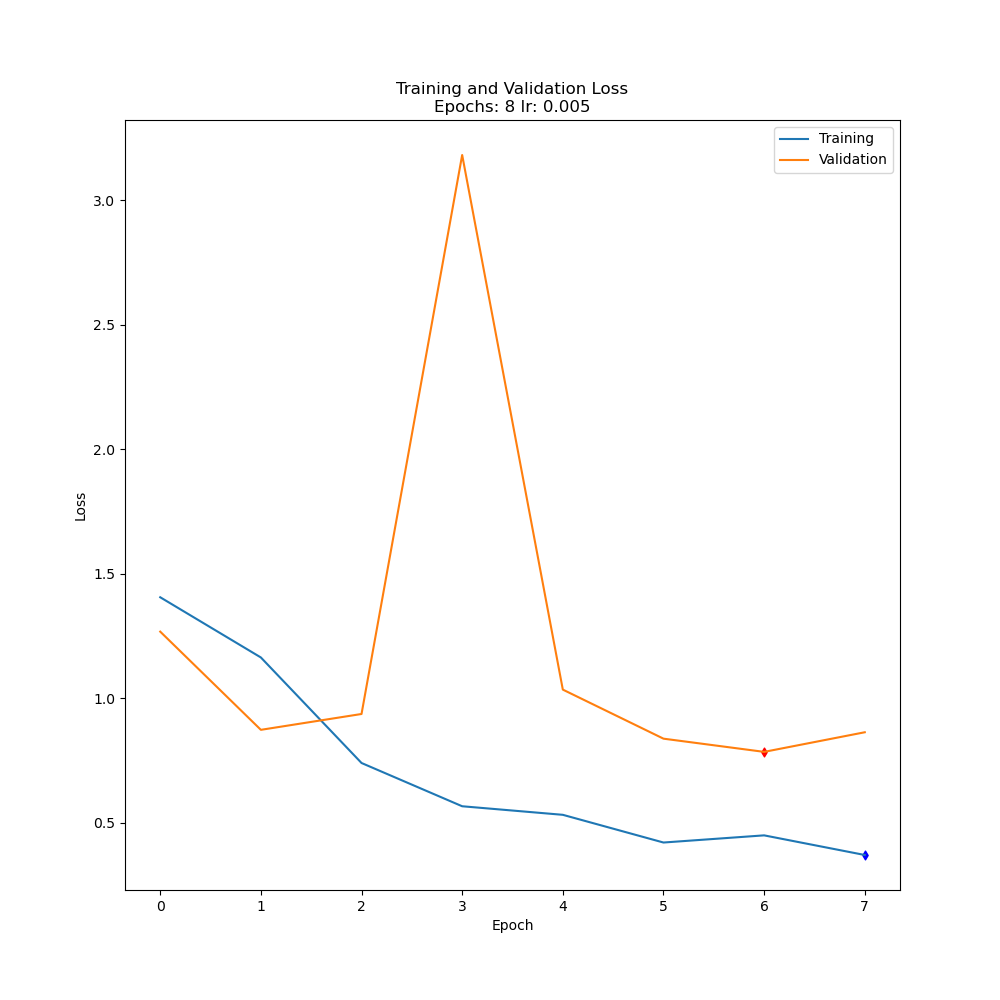 Training and Validation Loss
Epochs: 8 lr: 0.005
Training
Validation
3.0
2.5
2.0
1.5
1.0
0.5
Loss
0 1 2 3 4 5 6 7
Epoch